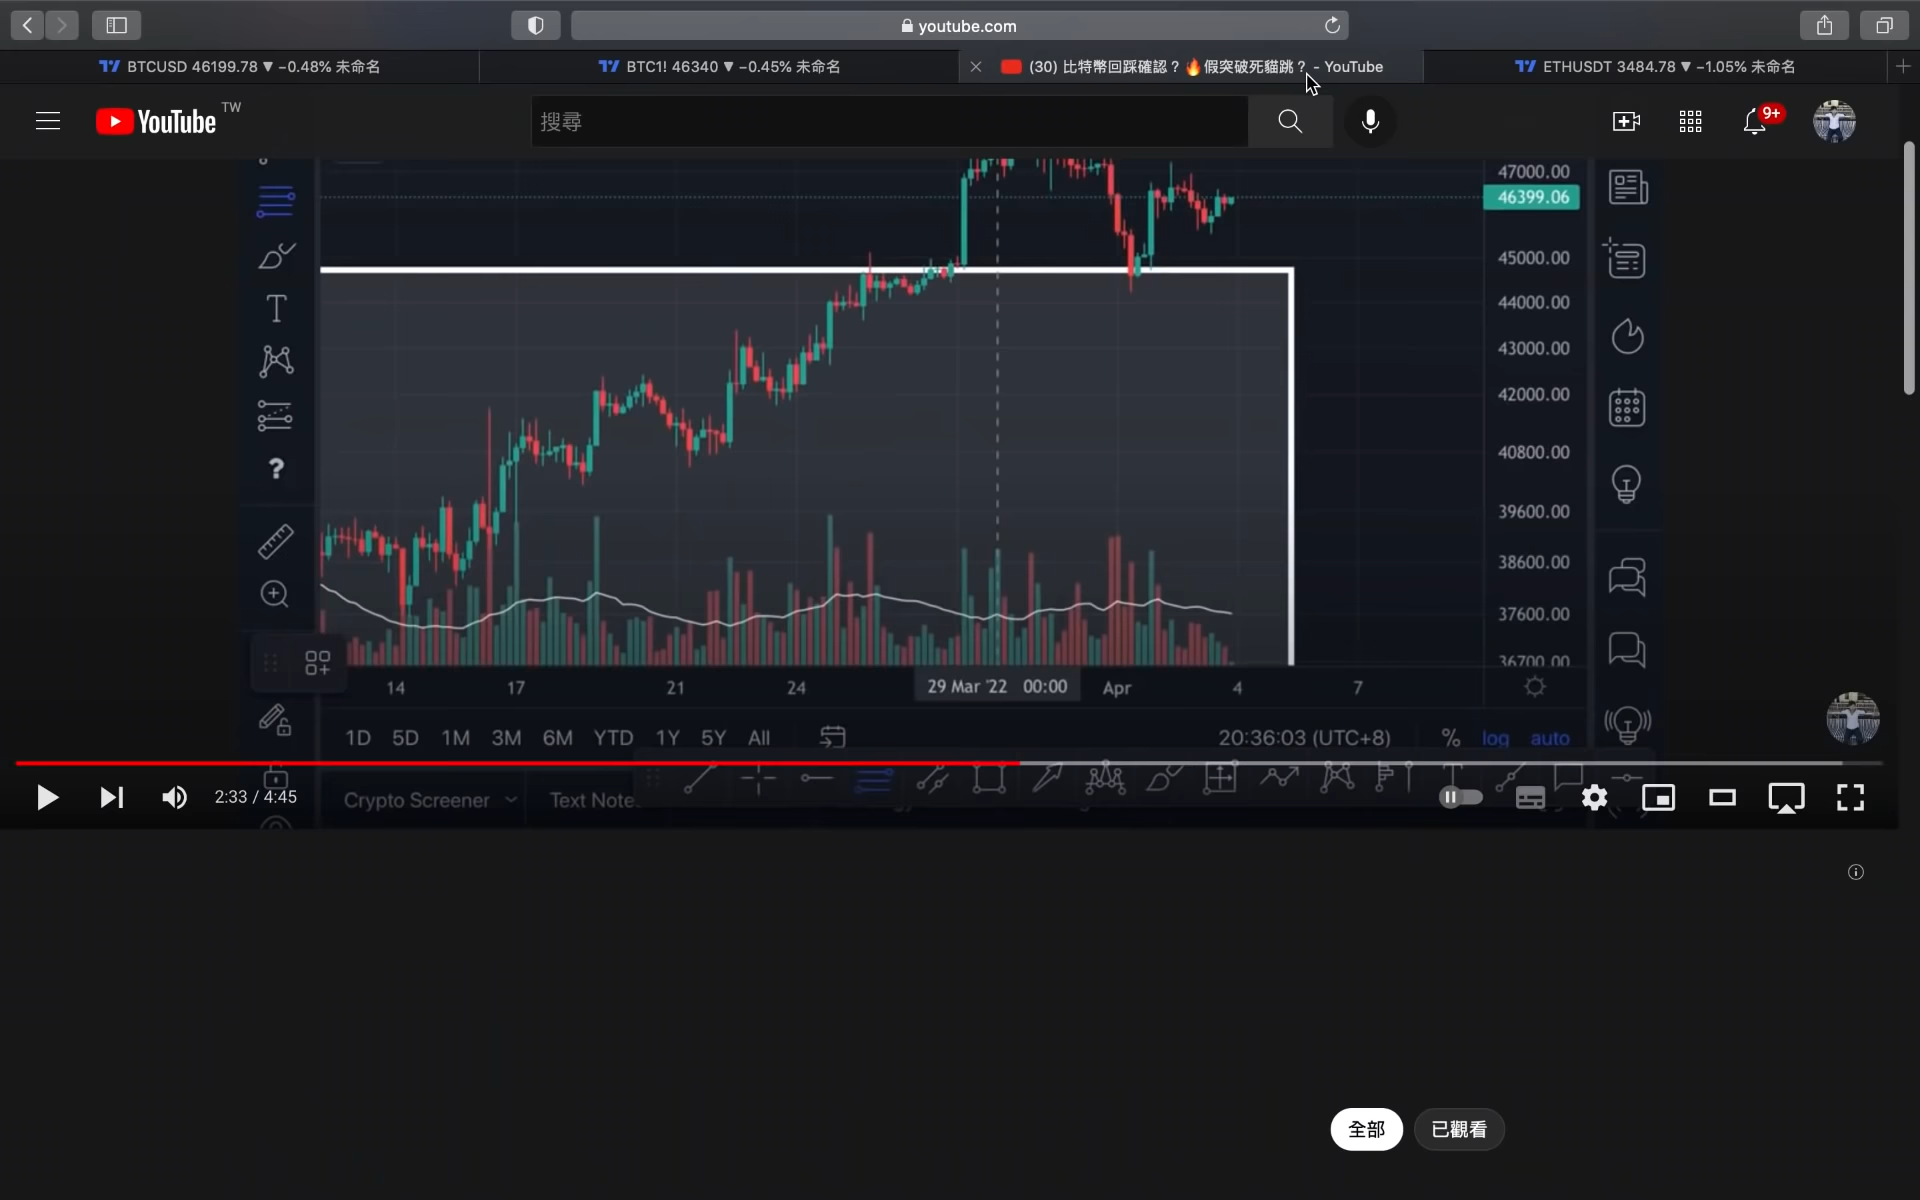 youtube.com
BTCUSD 46199.78 ▼ −0.48% 未命名
BTC1! 46340 ▼ −0.45% 未命名
(30) 比特幣回踩確認？🔥假突破死貓跳？ - YouTube
ETHUSDT 3484.78 ▼ −1.05% 未命名
YouTube TW
搜尋
9+
47000.00
46399.06
45000.00
44000.00
43000.00
42000.00
40800.00
39600.00
38600.00
37600.00
36700.00
14
17
21
24
29 Mar '22 00:00
Apr
4
7
1D 5D 1M 3M 6M YTD 1Y 5Y All
20:36:03 (UTC+8)
% log auto
2:33 / 4:45
Crypto Screener
全部
已觀看